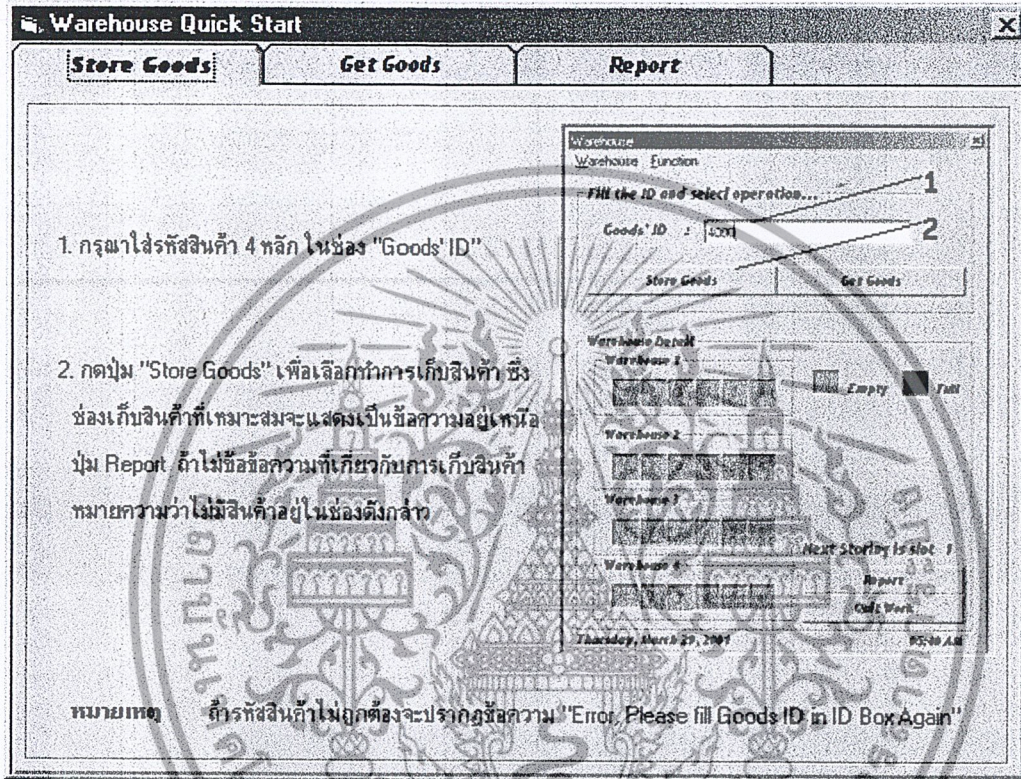 Warehouse Quick Start
Store Goods
Get Goods
Report
1. กรุณาใส่รหัสสินค้า 4 หลัก ในช่อง "Goods' ID"
2. กดปุ่ม "Store Goods" เพื่อเลือกทำการเก็บสินค้า ซึ่ง
ช่องเก็บสินค้าที่เหมาะสมจะแสดงเป็นข้อความอยู่เหนือ
ปุ่ม Report ถ้าไม่ขึ้นข้อความที่เกี่ยวกับการเก็บสินค้า
หมายความว่าไม่มีสินค้าอยู่ในช่องดังกล่าว
Warehouse
Warehouse Function
Fill the ID and select operation...
1
Goods' ID : 4000
2
Store Goods
Get Goods
Warehouse Detail
Warehouse 1
Empty
Full
Warehouse 2
Warehouse 3
Next Storing is slot 1
Warehouse 4
Report
Quit Work
Thursday, March 29, 2001
05:40 AM
หมายเหตุ ถ้ารหัสสินค้าไม่ถูกต้องจะปรากฏข้อความ "Error, Please fill Goods ID in ID Box Again"